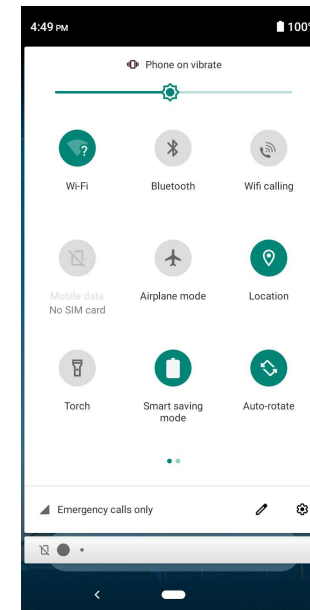 4:49 PM
100%
Phone on vibrate
?
Wi-Fi
Bluetooth
Wifi calling
Mobile data
No SIM card
Airplane mode
Location
Torch
Smart saving
mode
Auto-rotate
Emergency calls only